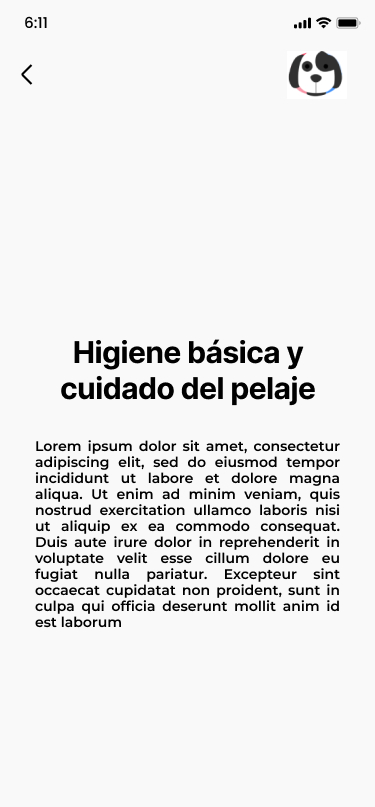 6:11
Higiene básica y
cuidado del pelaje
Lorem ipsum dolor sit amet, consectetur
adipiscing elit, sed do eiusmod tempor
incididunt ut labore et dolore magna
aliqua. Ut enim ad minim veniam, quis
nostrud exercitation ullamco laboris nisi
ut aliquip ex ea commodo consequat.
Duis aute irure dolor in reprehenderit in
voluptate velit esse cillum dolore eu
fugiat nulla pariatur. Excepteur sint
occaecat cupidatat non proident, sunt in
culpa qui officia deserunt mollit anim id
est laborum